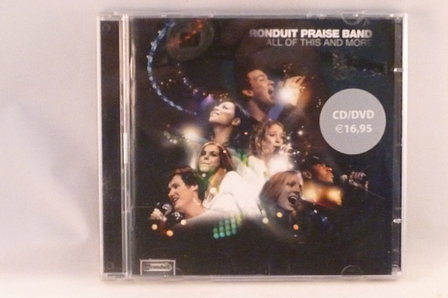 RONDUIT PRAISE BAND
ALL OF THIS AND MORE
CD/DVD
€16,95